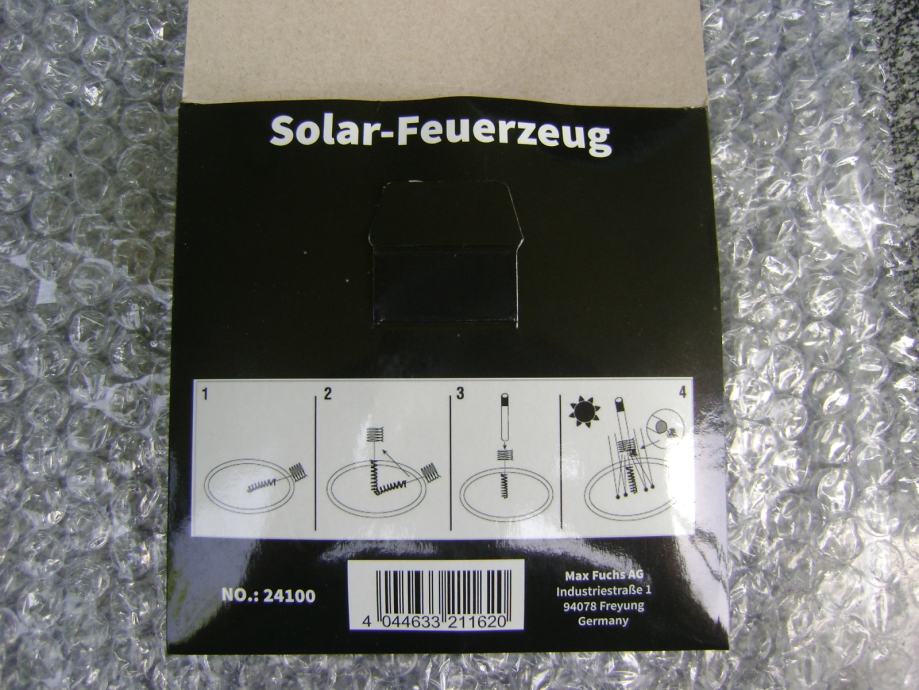 Solar-Feuerzeug
1
2
3
4
NO.: 24100
4 044633 211620
Max Fuchs AG
Industriestraße 1
94078 Freyung
Germany